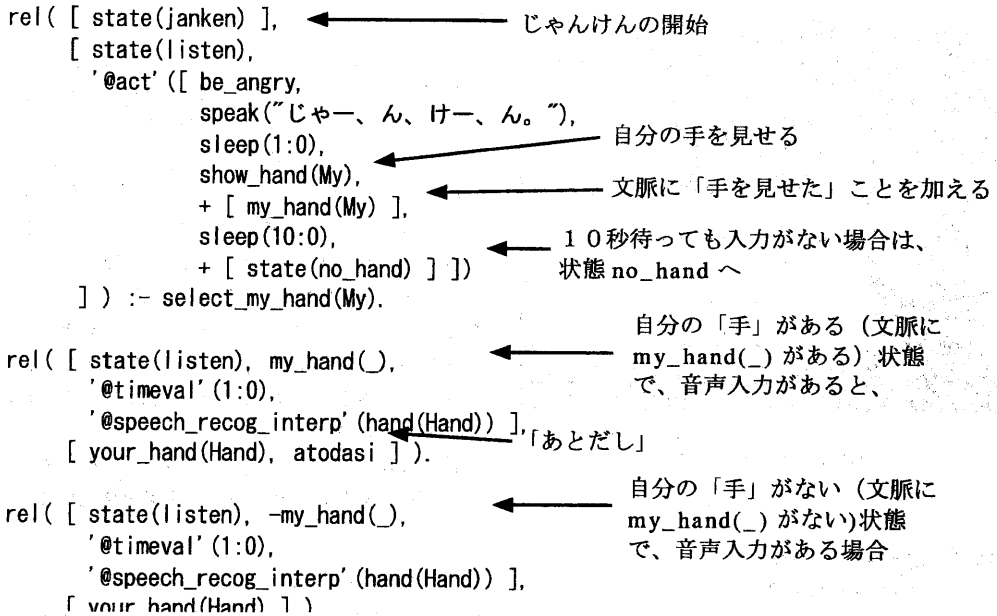 rel( [ state(janken) ],
じゃんけんの開始
[ state(listen),
'@act' ([ be_angry,
speak("じゃー、ん、けー、ん。"),
sleep(1:0),
自分の手を見せる
show_hand(My),
文脈に「手を見せた」ことを加える
+ [ my_hand(My) ],
sleep(10:0),
１０秒待っても入力がない場合は、
状態 no_hand へ
+ [ state(no_hand) ] ])
] ) :- select_my_hand(My).
自分の「手」がある（文脈に
my_hand(_) がある）状態
で、音声入力があると、
rel( [ state(listen), my_hand(_),
'@timeval' (1:0),
'@speech_recog_interp' (hand(Hand)) ],
「あとだし」
[ your_hand(Hand), atodasi ] ).
自分の「手」がない（文脈に
my_hand(_) がない)状態
で、音声入力がある場合
rel( [ state(listen), -my_hand(_),
'@timeval' (1:0),
'@speech_recog_interp' (hand(Hand)) ],
[ your_hand(Hand) ] )